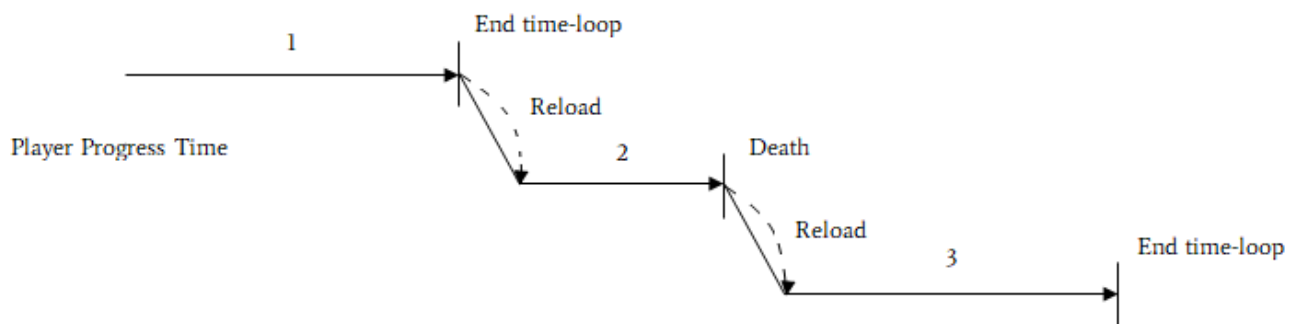 End time-loop
1
Reload
Player Progress Time
2
Death
Reload
3
End time-loop